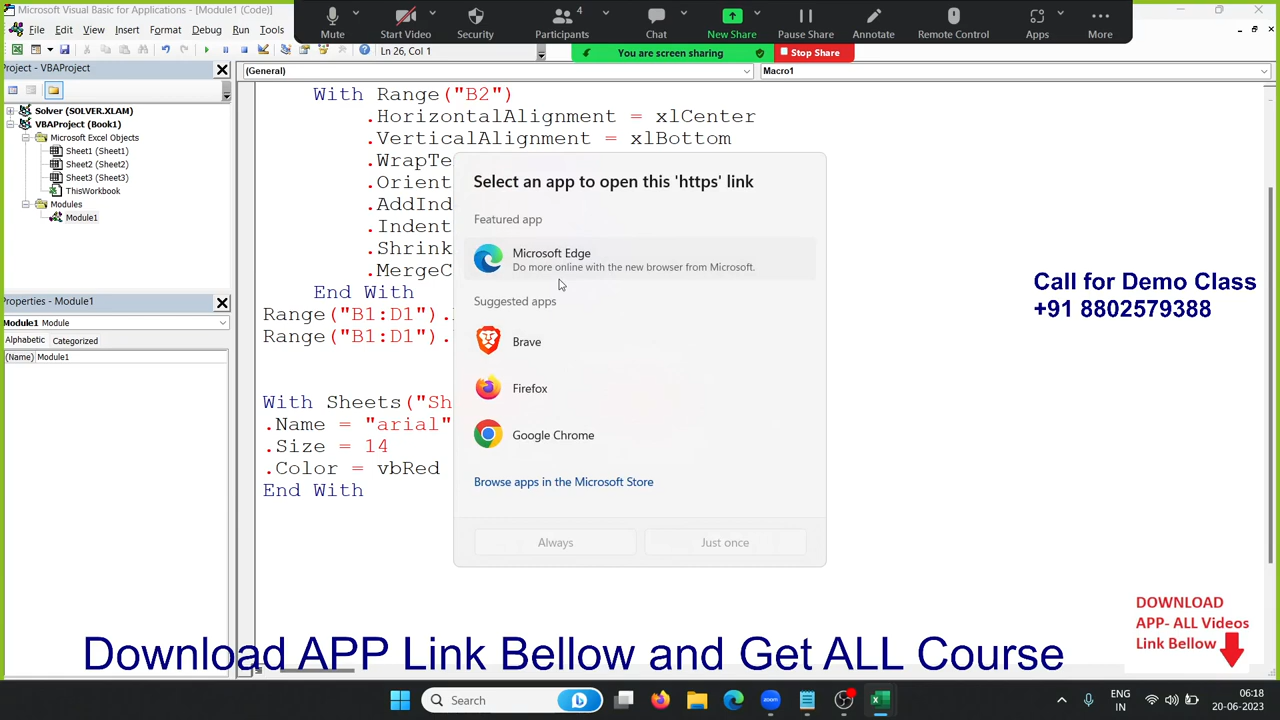 Microsoft Visual Basic for Applications - [Module1 (Code)]
Mute
Start Video
Security
4
Participants
Chat
New Share
Pause Share
Annotate
Remote Control
Apps
More
You are screen sharing
Stop Share
File Edit View Insert Format Debug Run Tools
Ln 26, Col 1
Project - VBAProject
(General)
Macro1
Solver (SOLVER.XLAM)
VBAProject (Book1)
Microsoft Excel Objects
Sheet1 (Sheet1)
Sheet2 (Sheet2)
Sheet3 (Sheet3)
ThisWorkbook
Modules
Module1
Properties - Module1
Module1 Module
Alphabetic Categorized
(Name) Module1
With Range("B2")
.HorizontalAlignment = xlCenter
.VerticalAlignment = xlBottom
.WrapTe
.Orient
.AddInd
.Indent
.Shrink
.MergeC
End With
Range("B1:D1").
Range("B1:D1").
With Sheets("Sh
.Name = "arial"
.Size = 14
.Color = vbRed
End With
Select an app to open this 'https' link
Featured app
Microsoft Edge
Do more online with the new browser from Microsoft.
Suggested apps
Brave
Firefox
Google Chrome
Browse apps in the Microsoft Store
Always
Just once
Call for Demo Class
+91 8802579388
DOWNLOAD
APP- ALL Videos
Link Bellow
Download APP Link Bellow and Get ALL Course
Search
zoom
ENG
IN
06:18
20-06-2023